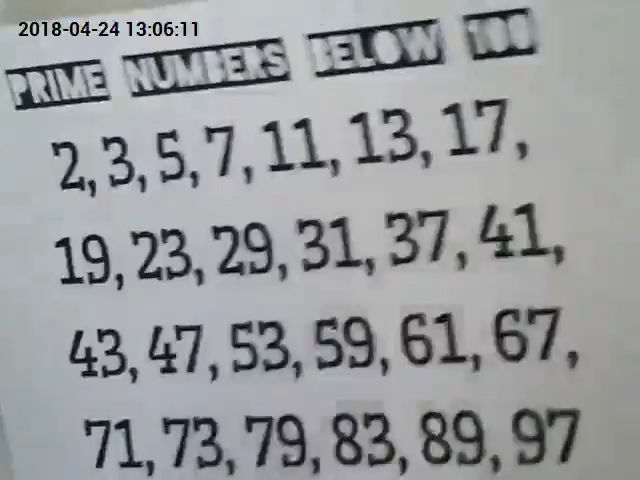 2018-04-24 13:06:11
PRIME NUMBERS BELOW 100
2, 3, 5, 7, 11, 13, 17,
19, 23, 29, 31, 37, 41,
43, 47, 53, 59, 61, 67,
71, 73, 79, 83, 89, 97